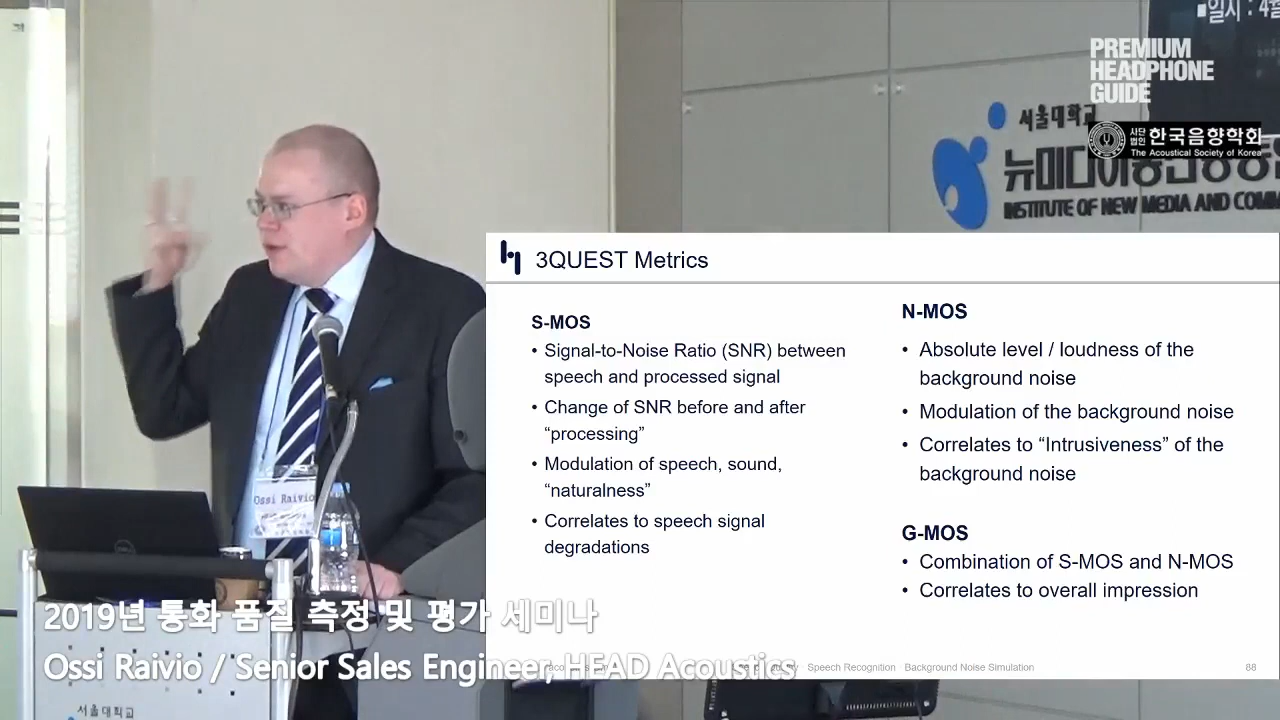 ■일시 : 4월
PREMIUM
HEADPHONE
GUIDE
서울대학교
사단법인 한국음향학회
The Acoustical Society of Korea
뉴미디어통신공동연
INSTITUTE OF NEW MEDIA AND COMM
3QUEST Metrics
S-MOS
• Signal-to-Noise Ratio (SNR) between
speech and processed signal
• Change of SNR before and after
“processing”
• Modulation of speech, sound,
“naturalness”
• Correlates to speech signal
degradations
N-MOS
• Absolute level / loudness of the
background noise
• Modulation of the background noise
• Correlates to “Intrusiveness” of the
background noise
G-MOS
• Combination of S-MOS and N-MOS
• Correlates to overall impression
Speech Recognition Background Noise Simulation
68
Ossi Raivio
DELL
2019년 통화 품질 측정 및 평가 세미나
Ossi Raivio / Senior Sales Engineer, HEAD Acoustics
서울대학교